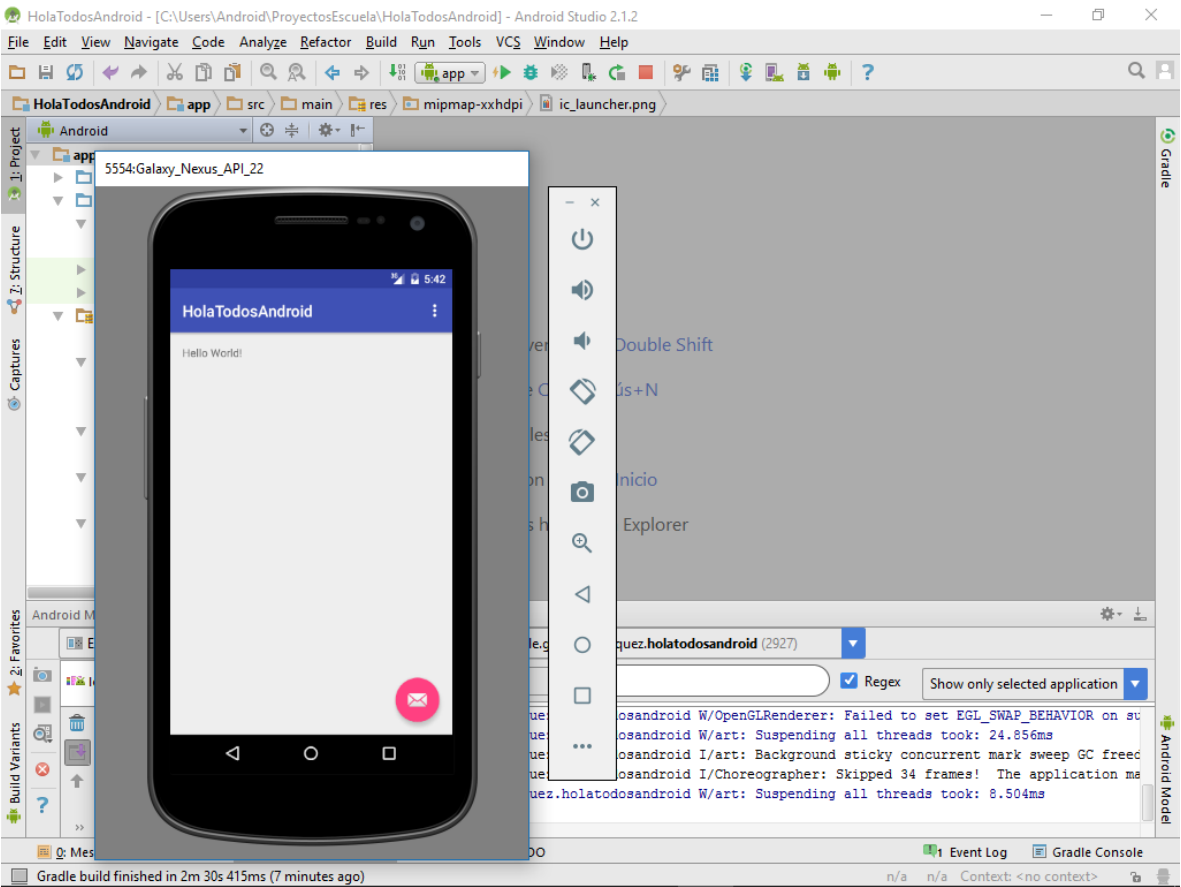 HolaTodosAndroid - [C:\Users\Android\ProyectosEscuela\HolaTodosAndroid] - Android Studio 2.1.2
File Edit View Navigate Code Analyze Refactor Build Run Tools VCS Window Help
app
HolaTodosAndroid app src main res mipmap-xxhdpi ic_launcher.png
1: Project
7: Structure
Captures
2: Favorites
Build Variants
Android
app
5554:Galaxy_Nexus_API_22
5:42
HolaTodosAndroid
Hello World!
Double Shift
ús+N
Inicio
Explorer
Gradle
Android Model
Android M
quez.holatodosandroid (2927)
Regex
Show only selected application
osandroid W/OpenGLRenderer: Failed to set EGL_SWAP_BEHAVIOR on su
osandroid W/art: Suspending all threads took: 24.856ms
osandroid I/art: Background sticky concurrent mark sweep GC freed
osandroid I/Choreographer: Skipped 34 frames! The application ma
uez.holatodosandroid W/art: Suspending all threads took: 8.504ms
0: Mes
DO
1 Event Log
Gradle Console
Gradle build finished in 2m 30s 415ms (7 minutes ago)
n/a n/a Context: <no context>